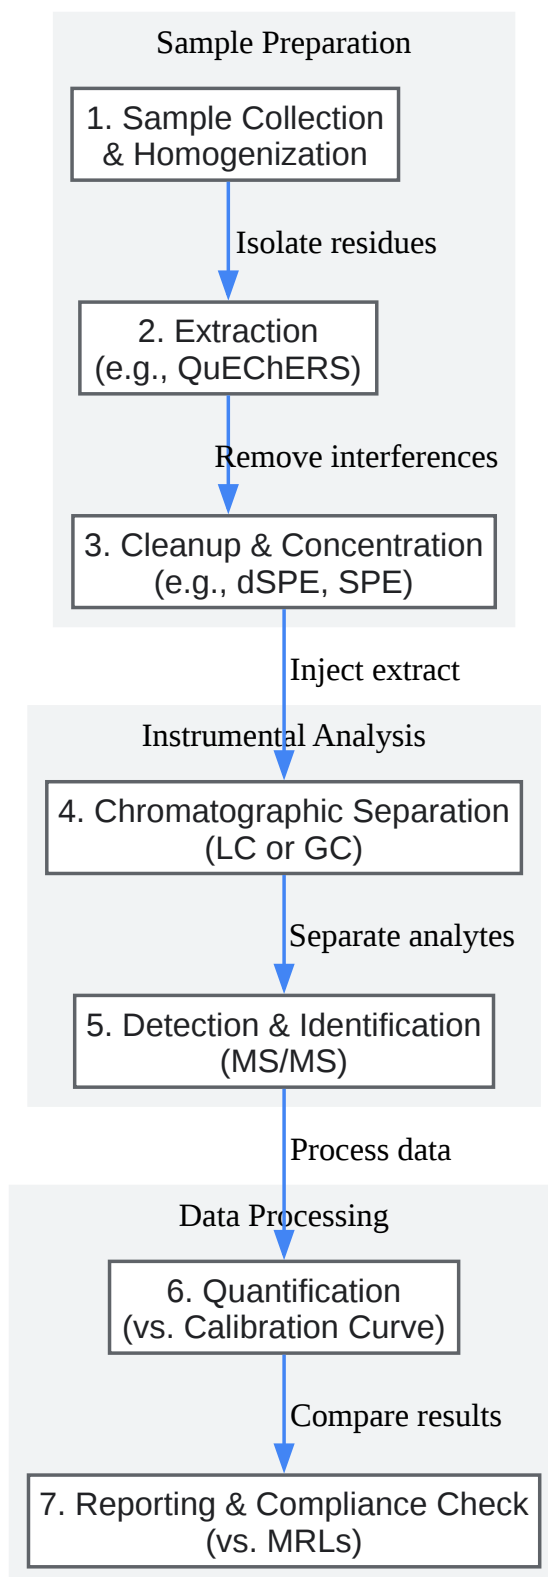 Sample Preparation
1. Sample Collection
& Homogenization
Isolate residues
2. Extraction
(e.g., QuEChERS)
Remove interferences
3. Cleanup & Concentration
(e.g., dSPE, SPE)
Inject extract
Instrumental Analysis
4. Chromatographic Separation
(LC or GC)
Separate analytes
5. Detection & Identification
(MS/MS)
Process data
Data Processing
6. Quantification
(vs. Calibration Curve)
Compare results
7. Reporting & Compliance Check
(vs. MRLs)